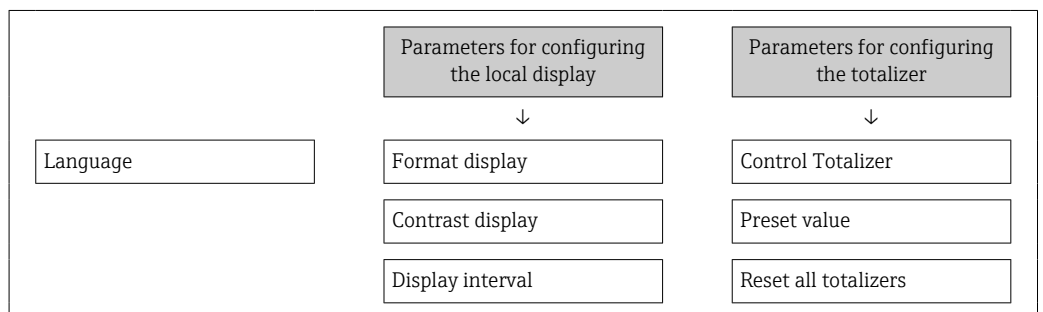 Parameters for configuring
the local display
Parameters for configuring
the totalizer
↓
↓
Language
Format display
Control Totalizer
Contrast display
Preset value
Display interval
Reset all totalizers